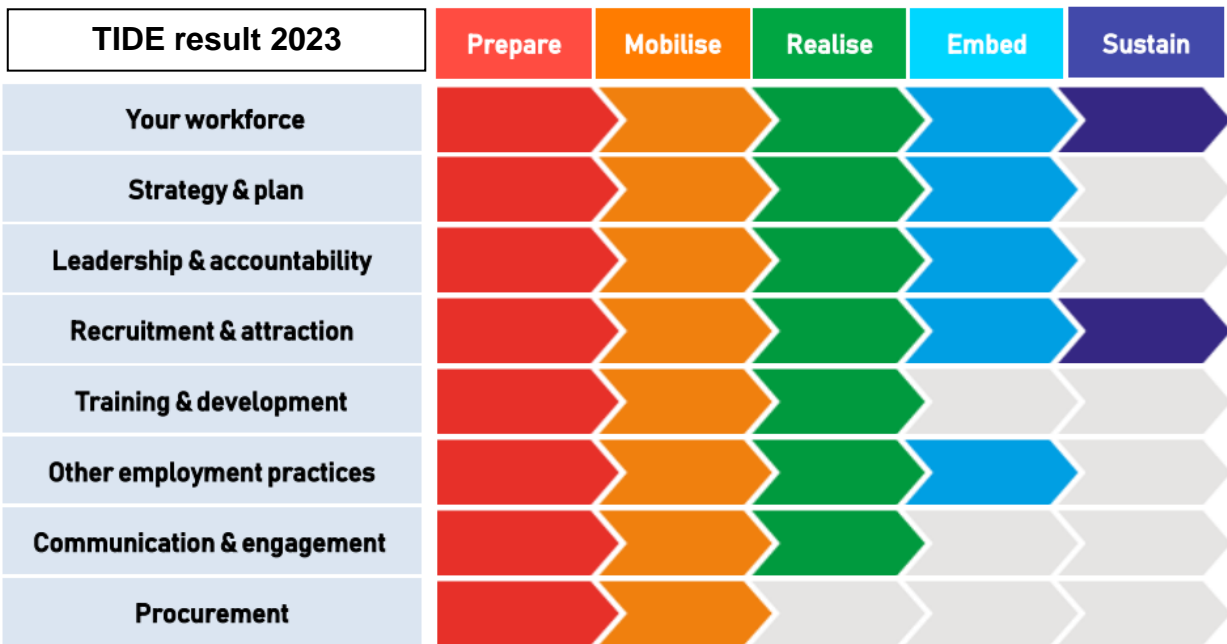 TIDE result 2023
Prepare
Mobilise
Realise
Embed
Sustain
Your workforce
Strategy & plan
Leadership & accountability
Recruitment & attraction
Training & development
Other employment practices
Communication & engagement
Procurement